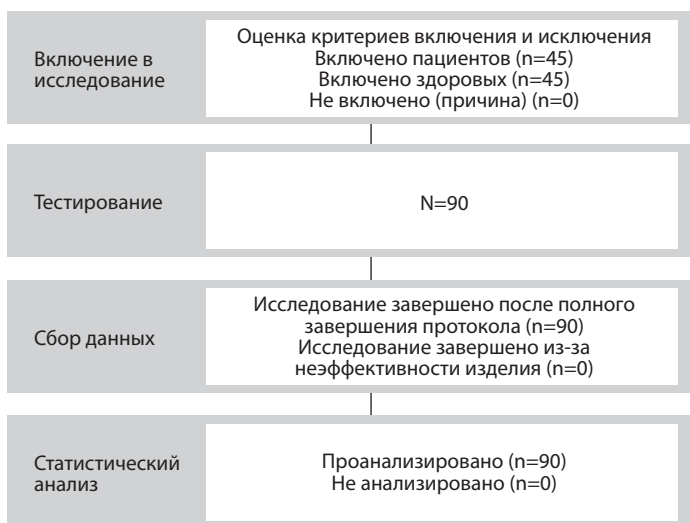 Включение в
исследование
Оценка критериев включения и исключения
Включено пациентов (n=45)
Включено здоровых (n=45)
Не включено (причина) (n=0)
Тестирование
N=90
Сбор данных
Исследование завершено после полного
завершения протокола (n=90)
Исследование завершено из-за
неэффективности изделия (n=0)
Статистический
анализ
Проанализировано (n=90)
Не анализировано (n=0)